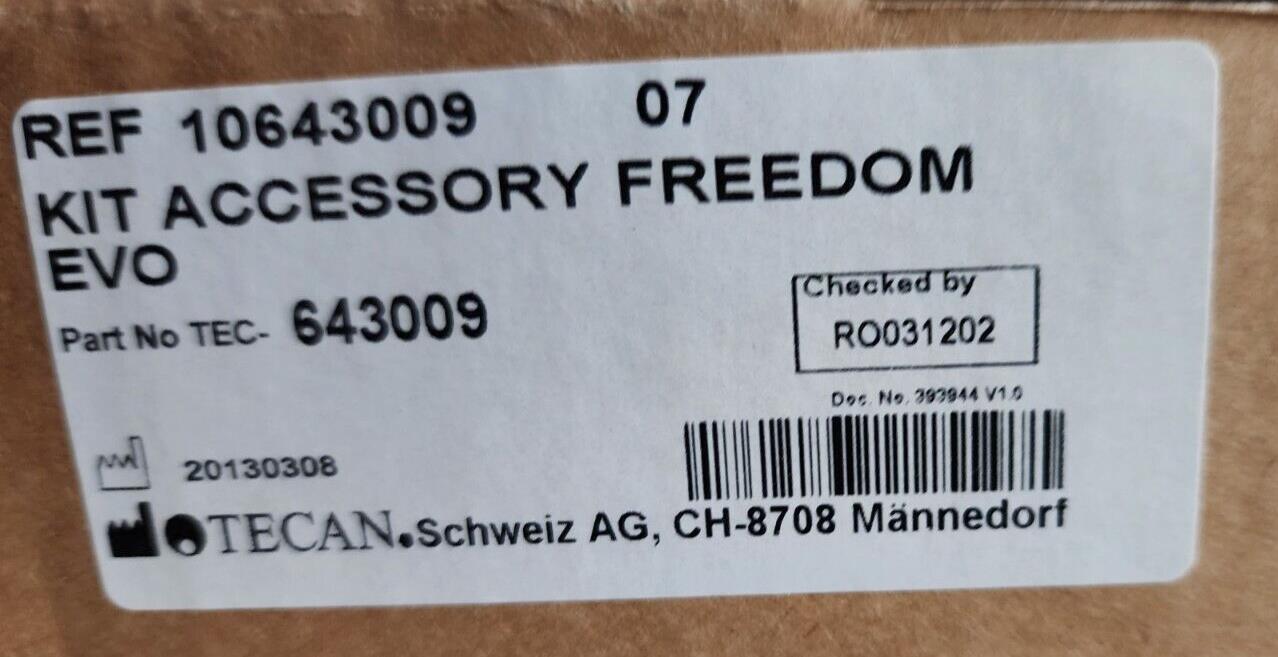 REF 10643009 07
KIT ACCESSORY FREEDOM
EVO
Part No TEC- 643009
Checked by
RO031202
Doc. No. 393944 V1.0
20130308
TECAN. Schweiz AG, CH-8708 Männedorf